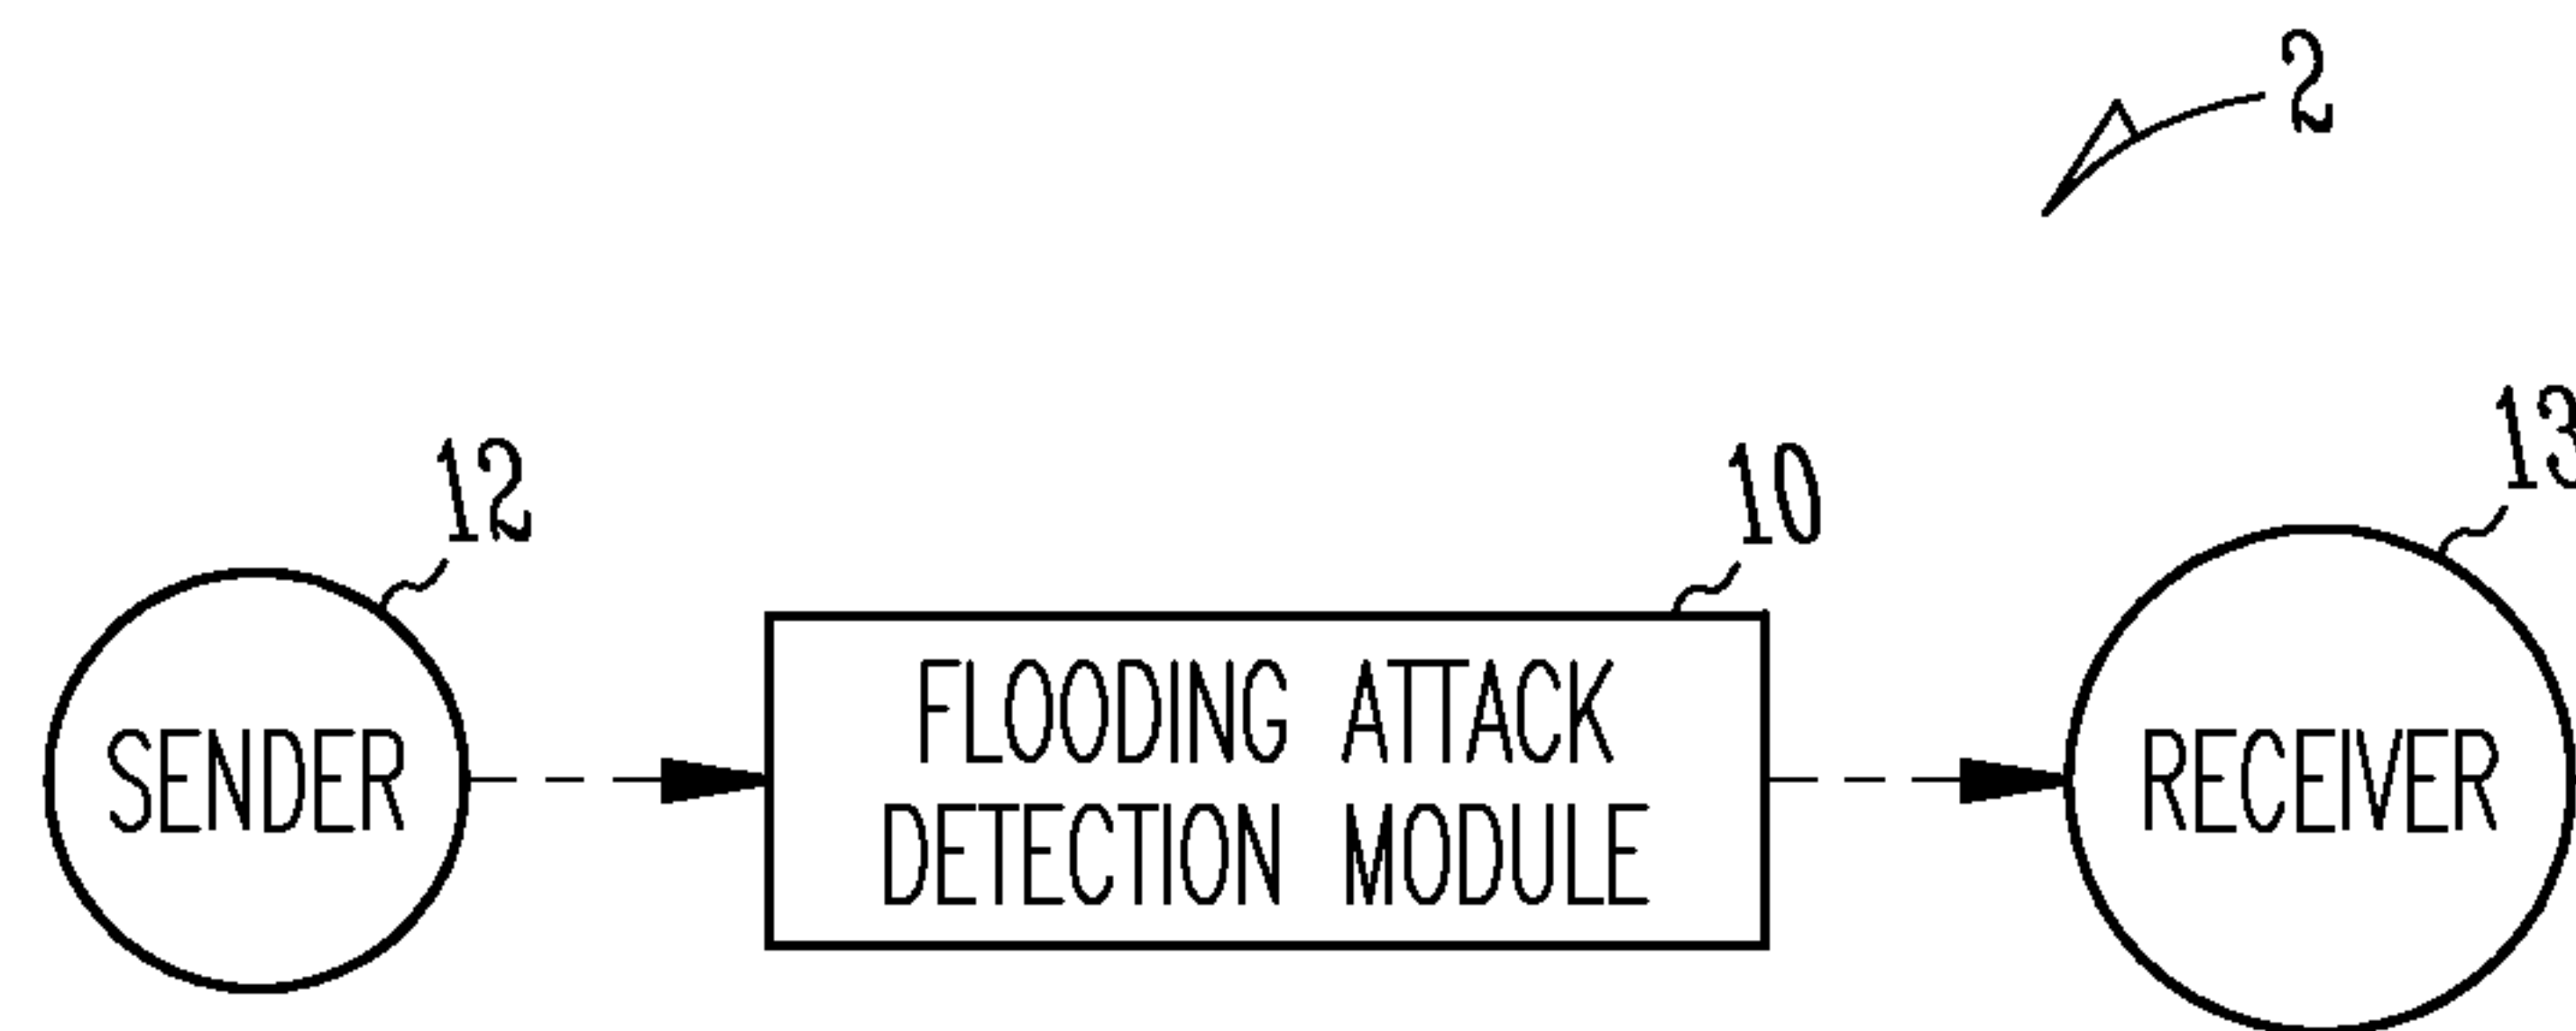 2
12
10
13
SENDER
FLOODING ATTACK
DETECTION MODULE
RECEIVER